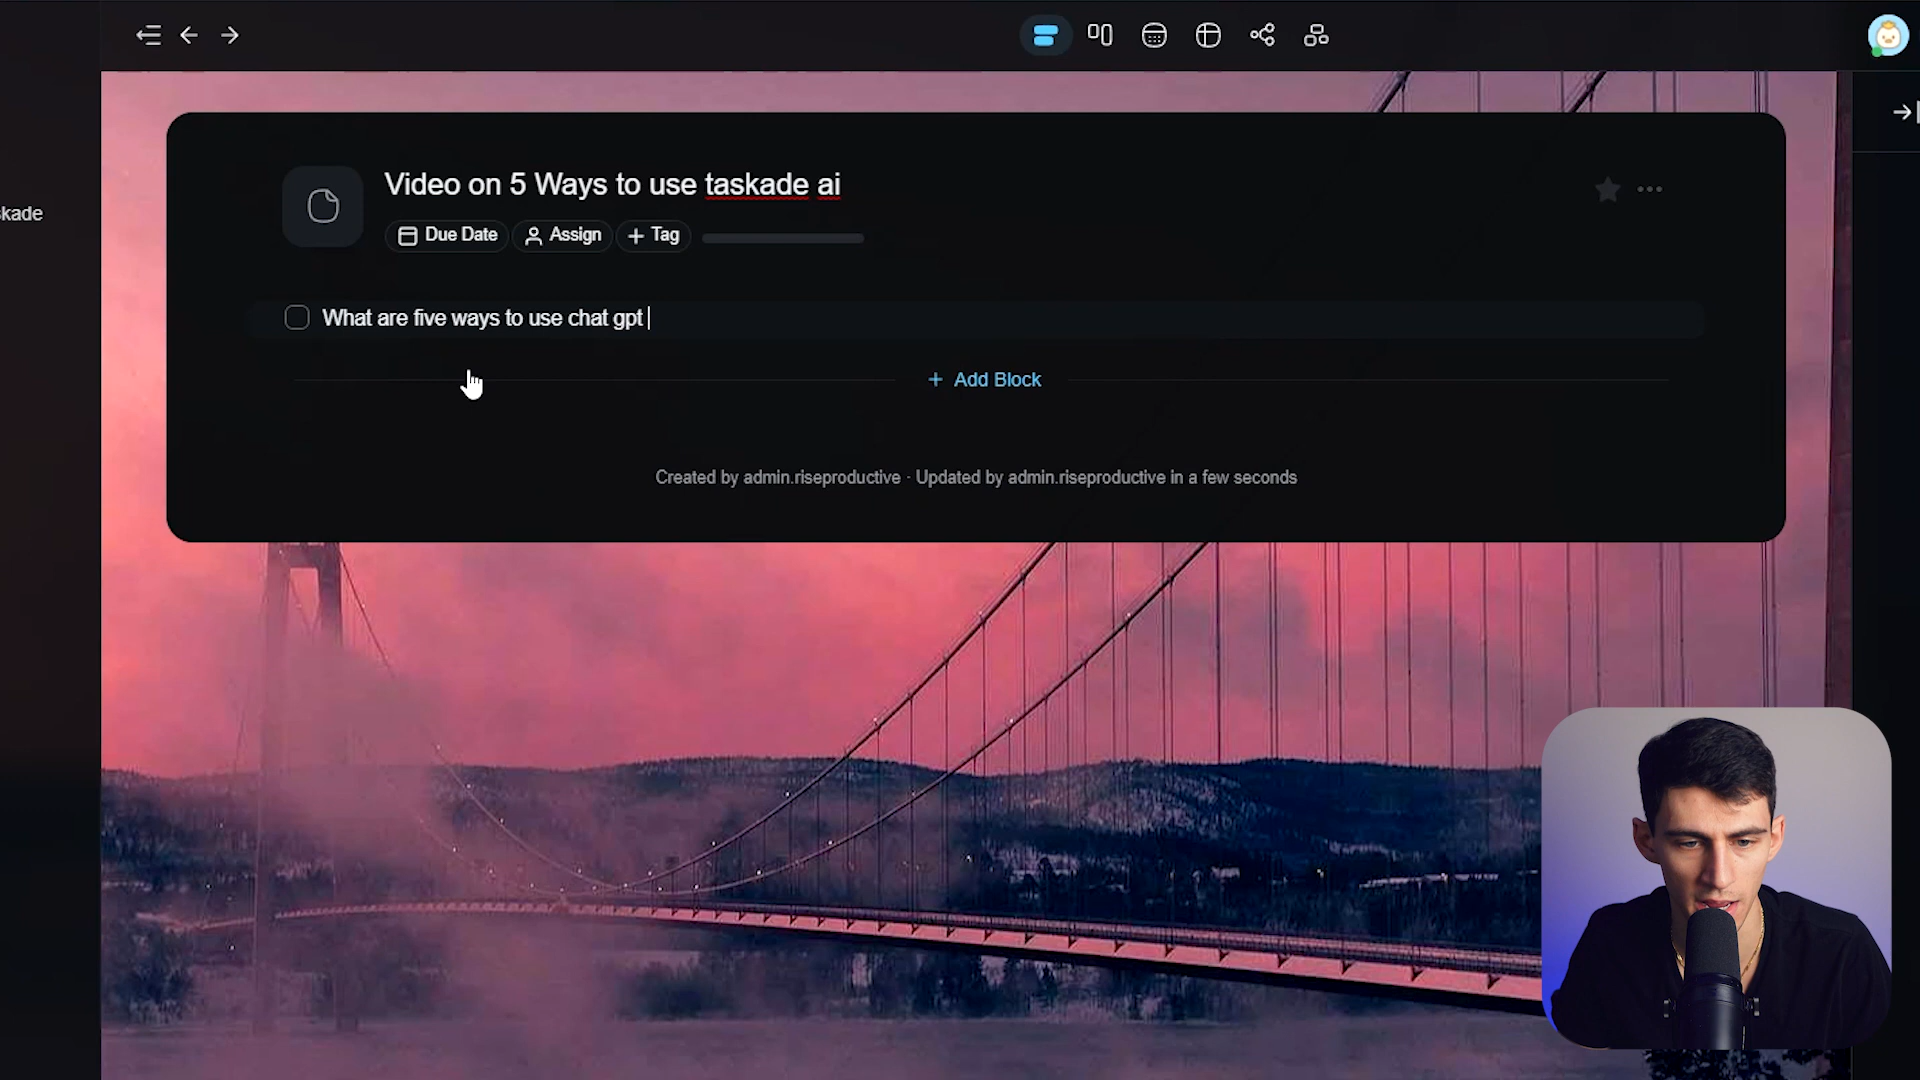 kade
Video on 5 Ways to use taskade ai
Due Date
Assign
+ Tag
What are five ways to use chat gpt
+ Add Block
Created by admin.riseproductive · Updated by admin.riseproductive in a few seconds